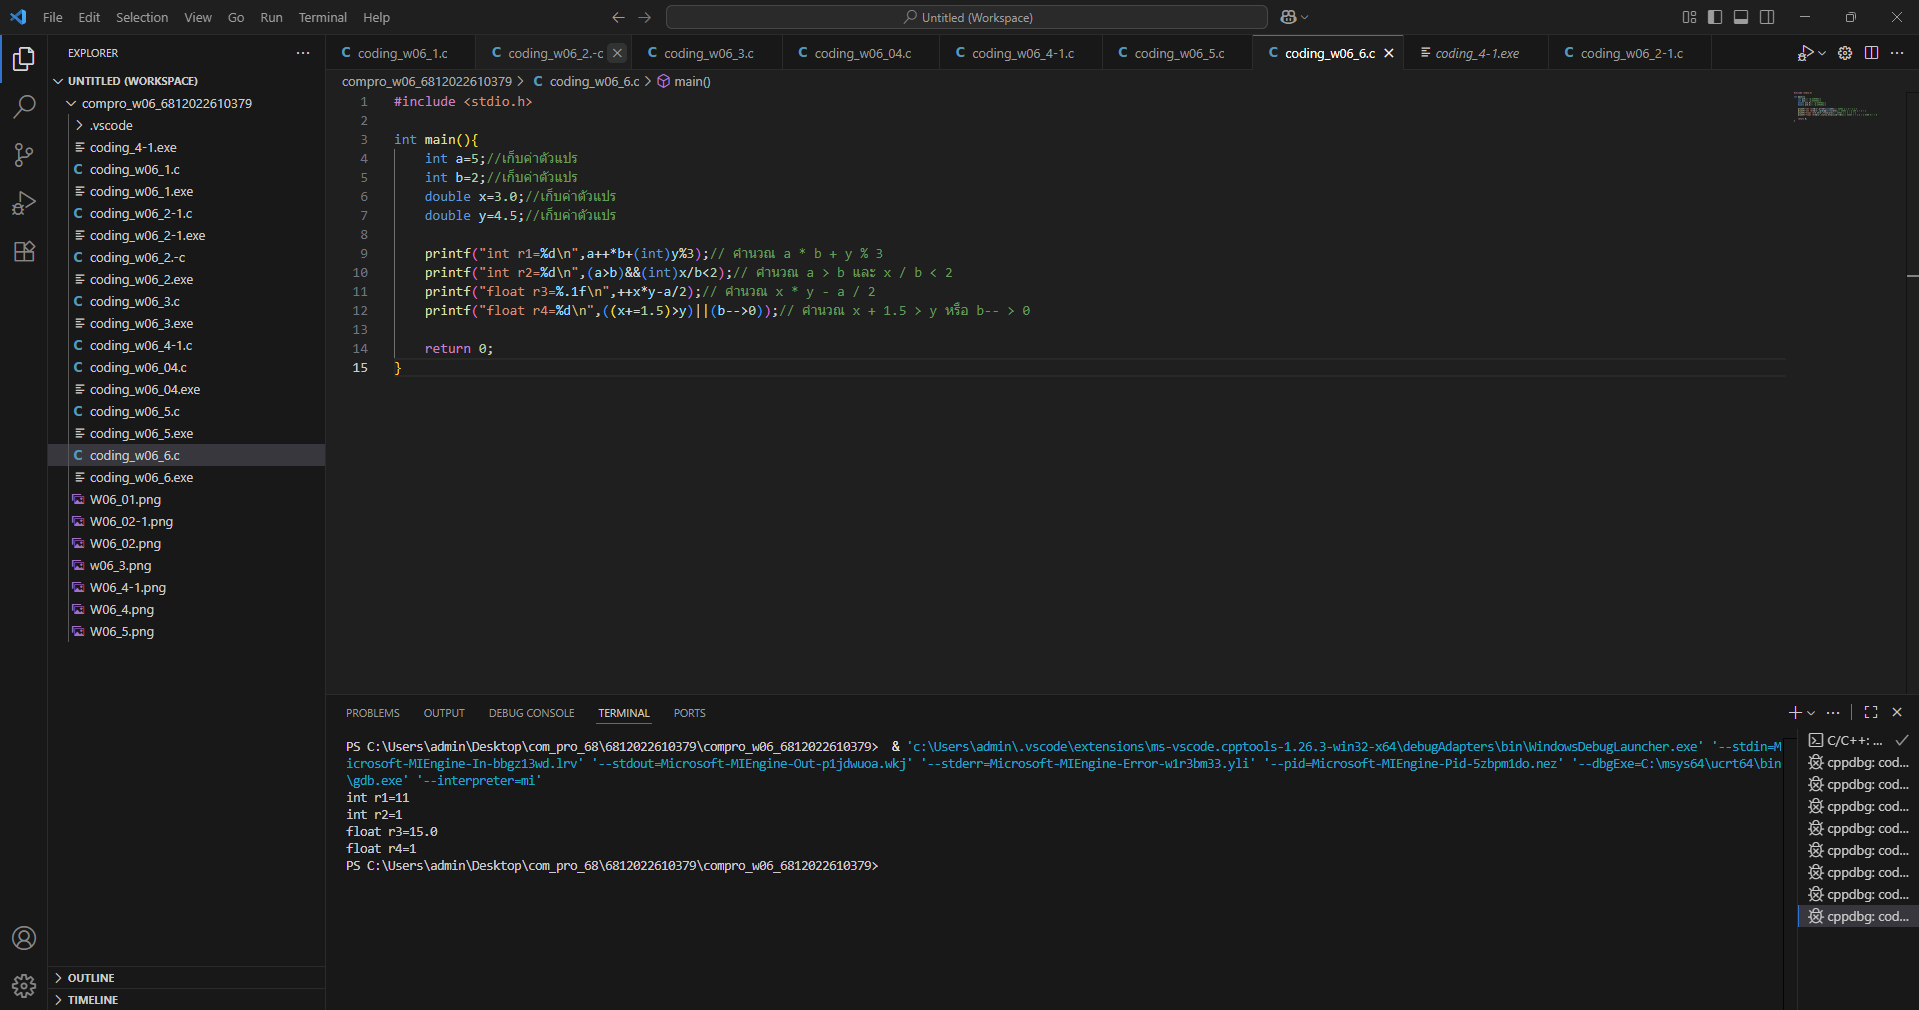 File Edit Selection View Go Run Terminal Help
Untitled (Workspace)
EXPLORER
coding_w06_1.c
coding_w06_2.-c
coding_w06_3.c
coding_w06_04.c
coding_w06_4-1.c
coding_w06_5.c
coding_w06_6.c
coding_4-1.exe
coding_w06_2-1.c
UNTITLED (WORKSPACE)
compro_w06_6812022610379
.vscode
coding_4-1.exe
coding_w06_1.c
coding_w06_1.exe
coding_w06_2-1.c
coding_w06_2-1.exe
coding_w06_2.-c
coding_w06_2.exe
coding_w06_3.c
coding_w06_3.exe
coding_w06_4-1.c
coding_w06_04.c
coding_w06_04.exe
coding_w06_5.c
coding_w06_5.exe
coding_w06_6.c
coding_w06_6.exe
W06_01.png
W06_02-1.png
W06_02.png
w06_3.png
W06_4-1.png
W06_4.png
W06_5.png
OUTLINE
TIMELINE
compro_w06_6812022610379 > C coding_w06_6.c > main()
1 #include <stdio.h>
2
3 int main(){
4 int a=5;//เก็บค่าตัวแปร
5 int b=2;//เก็บค่าตัวแปร
6 double x=3.0;//เก็บค่าตัวแปร
7 double y=4.5;//เก็บค่าตัวแปร
8
9 printf("int r1=%d\n",a++*b+(int)y%3);// คำนวณ a * b + y % 3
10 printf("int r2=%d\n",(a>b)&&(int)x/b<2);// คำนวณ a > b และ x / b < 2
11 printf("float r3=%.1f\n",++x*y-a/2);// คำนวณ x * y - a / 2
12 printf("float r4=%d\n",((x+=1.5)>y)||(b-->0));// คำนวณ x + 1.5 > y หรือ b-- > 0
13
14 return 0;
15 }
PROBLEMS OUTPUT DEBUG CONSOLE TERMINAL PORTS
PS C:\Users\admin\Desktop\com_pro_68\6812022610379\compro_w06_6812022610379> & 'c:\Users\admin\.vscode\extensions\ms-vscode.cpptools-1.26.3-win32-x64\debugAdapters\bin\WindowsDebugLauncher.exe' '--stdin=M
icrosoft-MIEngine-In-bbgz13wd.lrv' '--stdout=Microsoft-MIEngine-Out-p1jdwuoa.wkj' '--stderr=Microsoft-MIEngine-Error-w1r3bm33.yli' '--pid=Microsoft-MIEngine-Pid-5zbpm1do.nez' '--dbgExe=C:\msys64\ucrt64\bin
\gdb.exe' '--interpreter=mi'
int r1=11
int r2=1
float r3=15.0
float r4=1
PS C:\Users\admin\Desktop\com_pro_68\6812022610379\compro_w06_6812022610379>
C/C++: ...
cppdbg: cod...
cppdbg: cod...
cppdbg: cod...
cppdbg: cod...
cppdbg: cod...
cppdbg: cod...
cppdbg: cod...
cppdbg: cod...